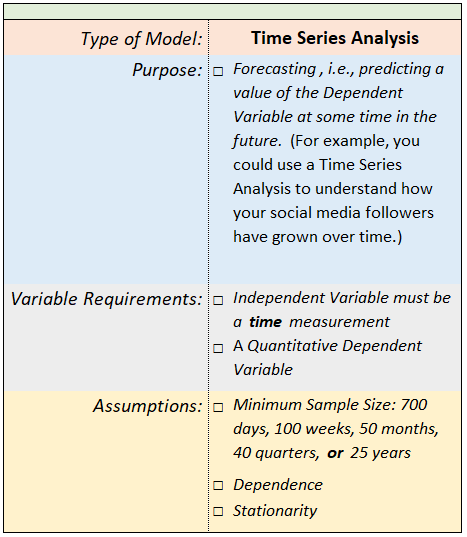 Type of Model: Time Series Analysis
Purpose: □ Forecasting , i.e., predicting a
value of the Dependent
Variable at some time in the
future. (For example, you
could use a Time Series
Analysis to understand how
your social media followers
have grown over time.)
Variable Requirements: □ Independent Variable must be
a time measurement
□ A Quantitative Dependent
Variable
Assumptions: □ Minimum Sample Size: 700
days, 100 weeks, 50 months,
40 quarters, or 25 years
□ Dependence
□ Stationarity